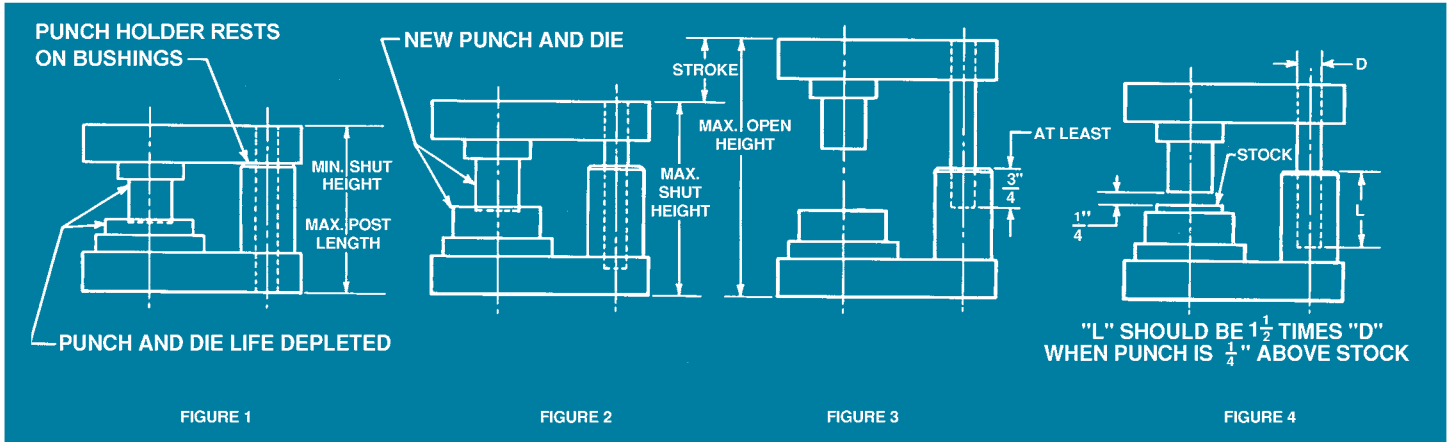 PUNCH HOLDER RESTS
ON BUSHINGS
MIN. SHUT
HEIGHT
MAX. POST
LENGTH
PUNCH AND DIE LIFE DEPLETED
FIGURE 1
NEW PUNCH AND DIE
STROKE
MAX.
SHUT
HEIGHT
FIGURE 2
MAX. OPEN
HEIGHT
AT LEAST
3"
4
FIGURE 3
D
STOCK
1"
4
L
"L" SHOULD BE 1 1/2 TIMES "D"
WHEN PUNCH IS 1/4" ABOVE STOCK
FIGURE 4